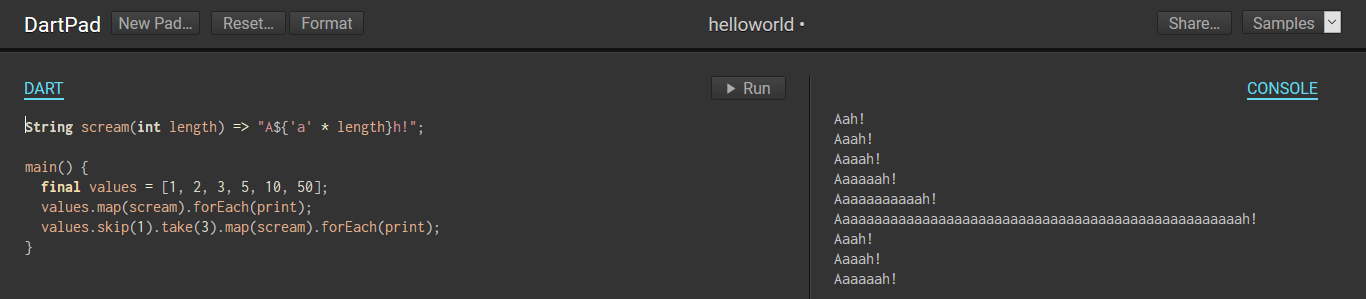 DartPad New Pad... Reset... Format helloworld • Share... Samples
DART Run CONSOLE
String scream(int length) => "A${'a' * length}h!";

main() {
  final values = [1, 2, 3, 5, 10, 50];
  values.map(scream).forEach(print);
  values.skip(1).take(3).map(scream).forEach(print);
}
Aah!
Aaah!
Aaaah!
Aaaaaah!
Aaaaaaaaaaah!
Aaaaaaaaaaaaaaaaaaaaaaaaaaaaaaaaaaaaaaaaaaaaaaaaaaah!
Aaah!
Aaaah!
Aaaaaah!